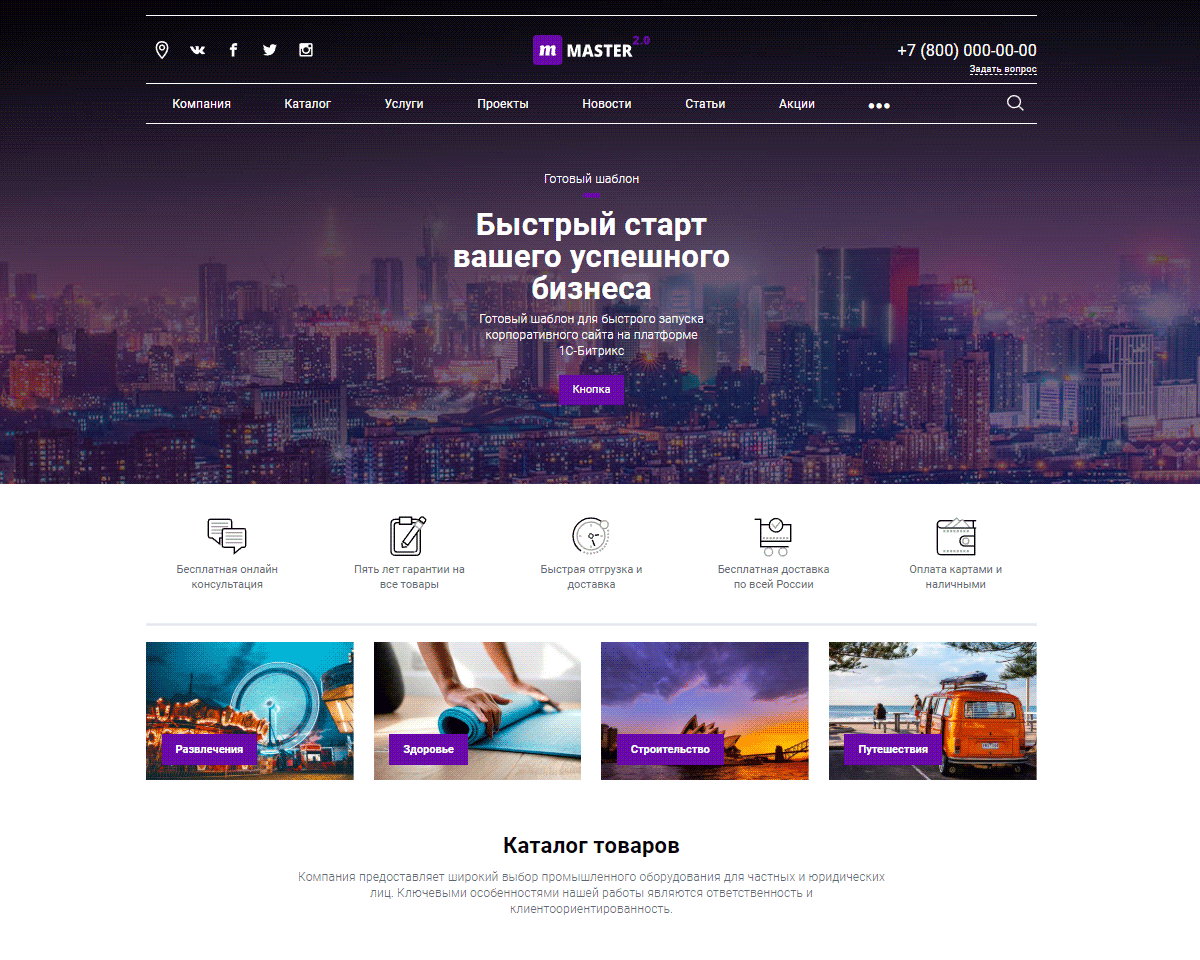 m MASTER 2.0
+7 (800) 000-00-00
Задать вопрос
Компания Каталог Услуги Проекты Новости Статьи Акции
Готовый шаблон
Быстрый старт
вашего успешного
бизнеса
Готовый шаблон для быстрого запуска
корпоративного сайта на платформе
1С-Битрикс
Кнопка
Бесплатная онлайн
консультация
Пять лет гарантии на
все товары
Быстрая отгрузка и
доставка
Бесплатная доставка
по всей России
Оплата картами и
наличными
Развлечения
Здоровье
Строительство
Путешествия
Каталог товаров
Компания предоставляет широкий выбор промышленного оборудования для частных и юридических
лиц. Ключевыми особенностями нашей работы являются ответственность и
клиентоориентированность.